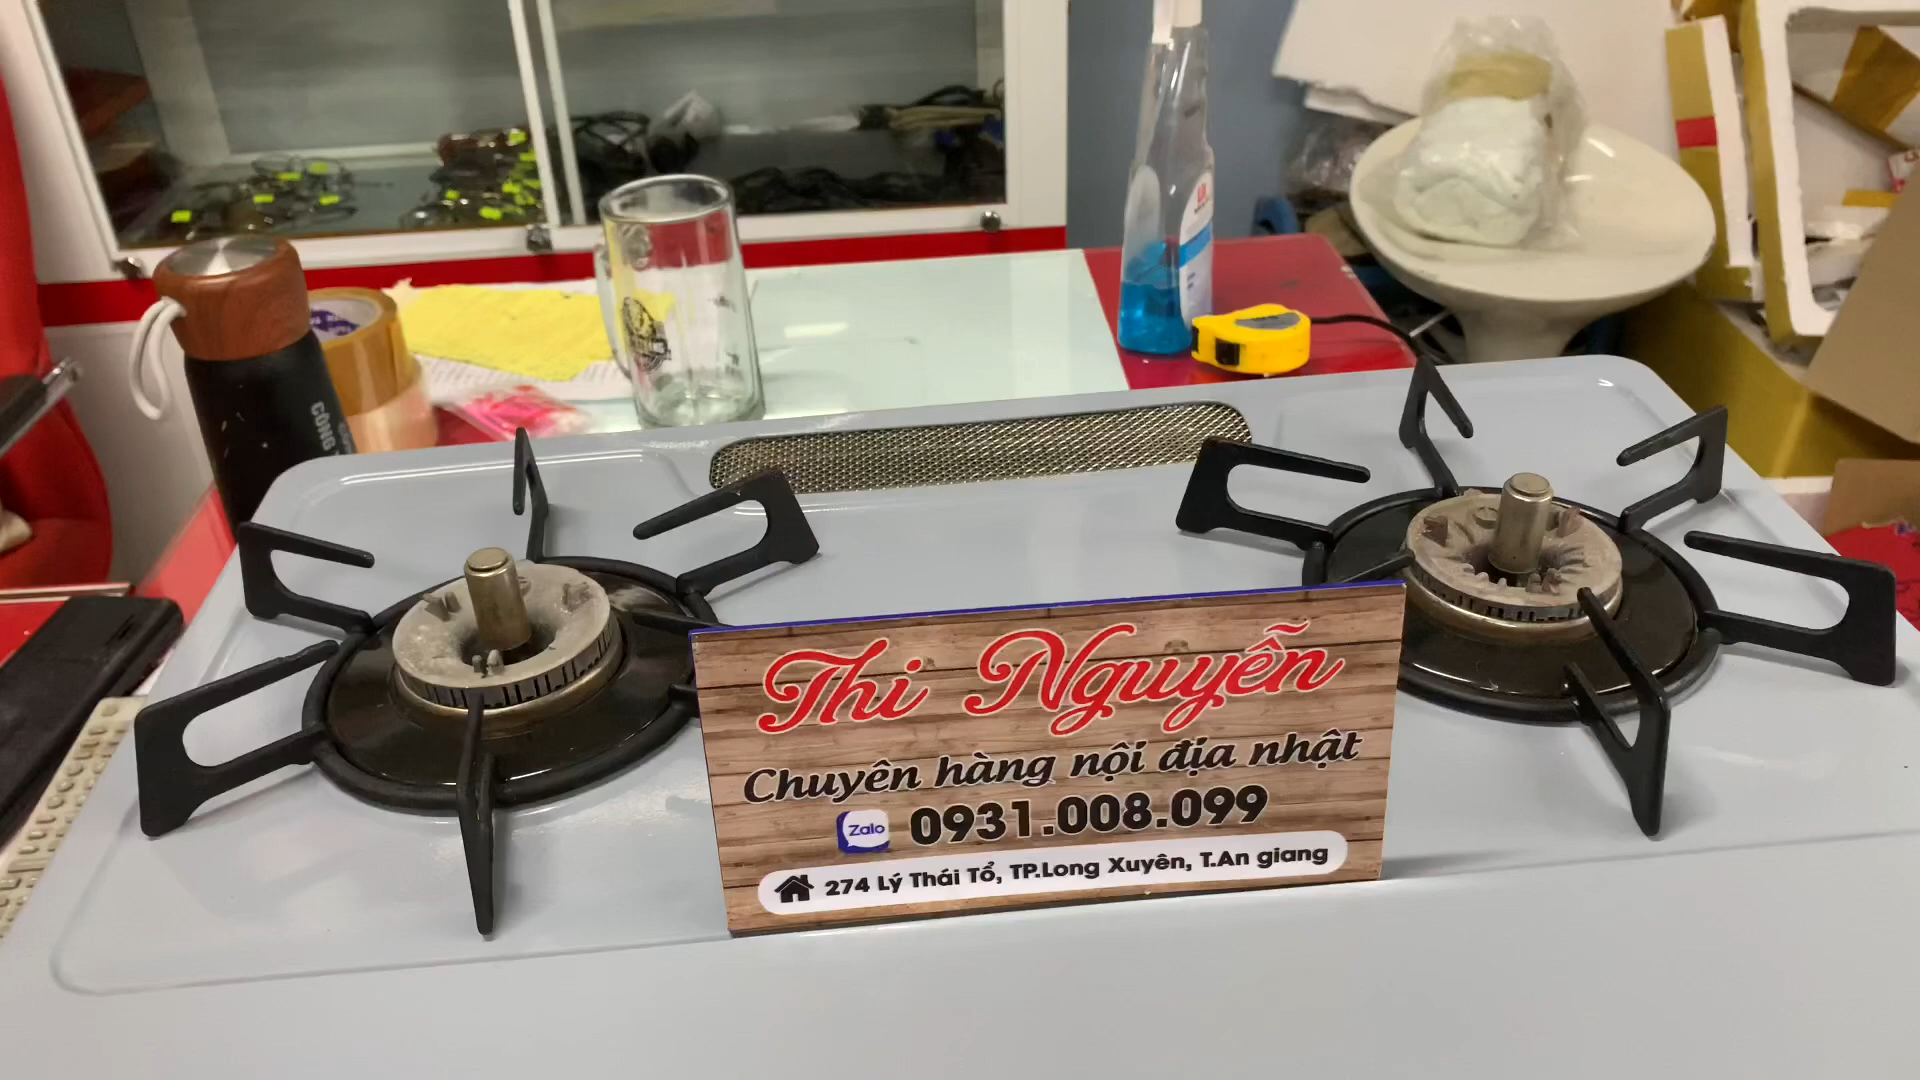 CÔNG
Thi Nguyễn
Chuyên hàng nội địa nhật
Zalo 0931.008.099
274 Lý Thái Tổ, TP.Long Xuyên, T.An giang